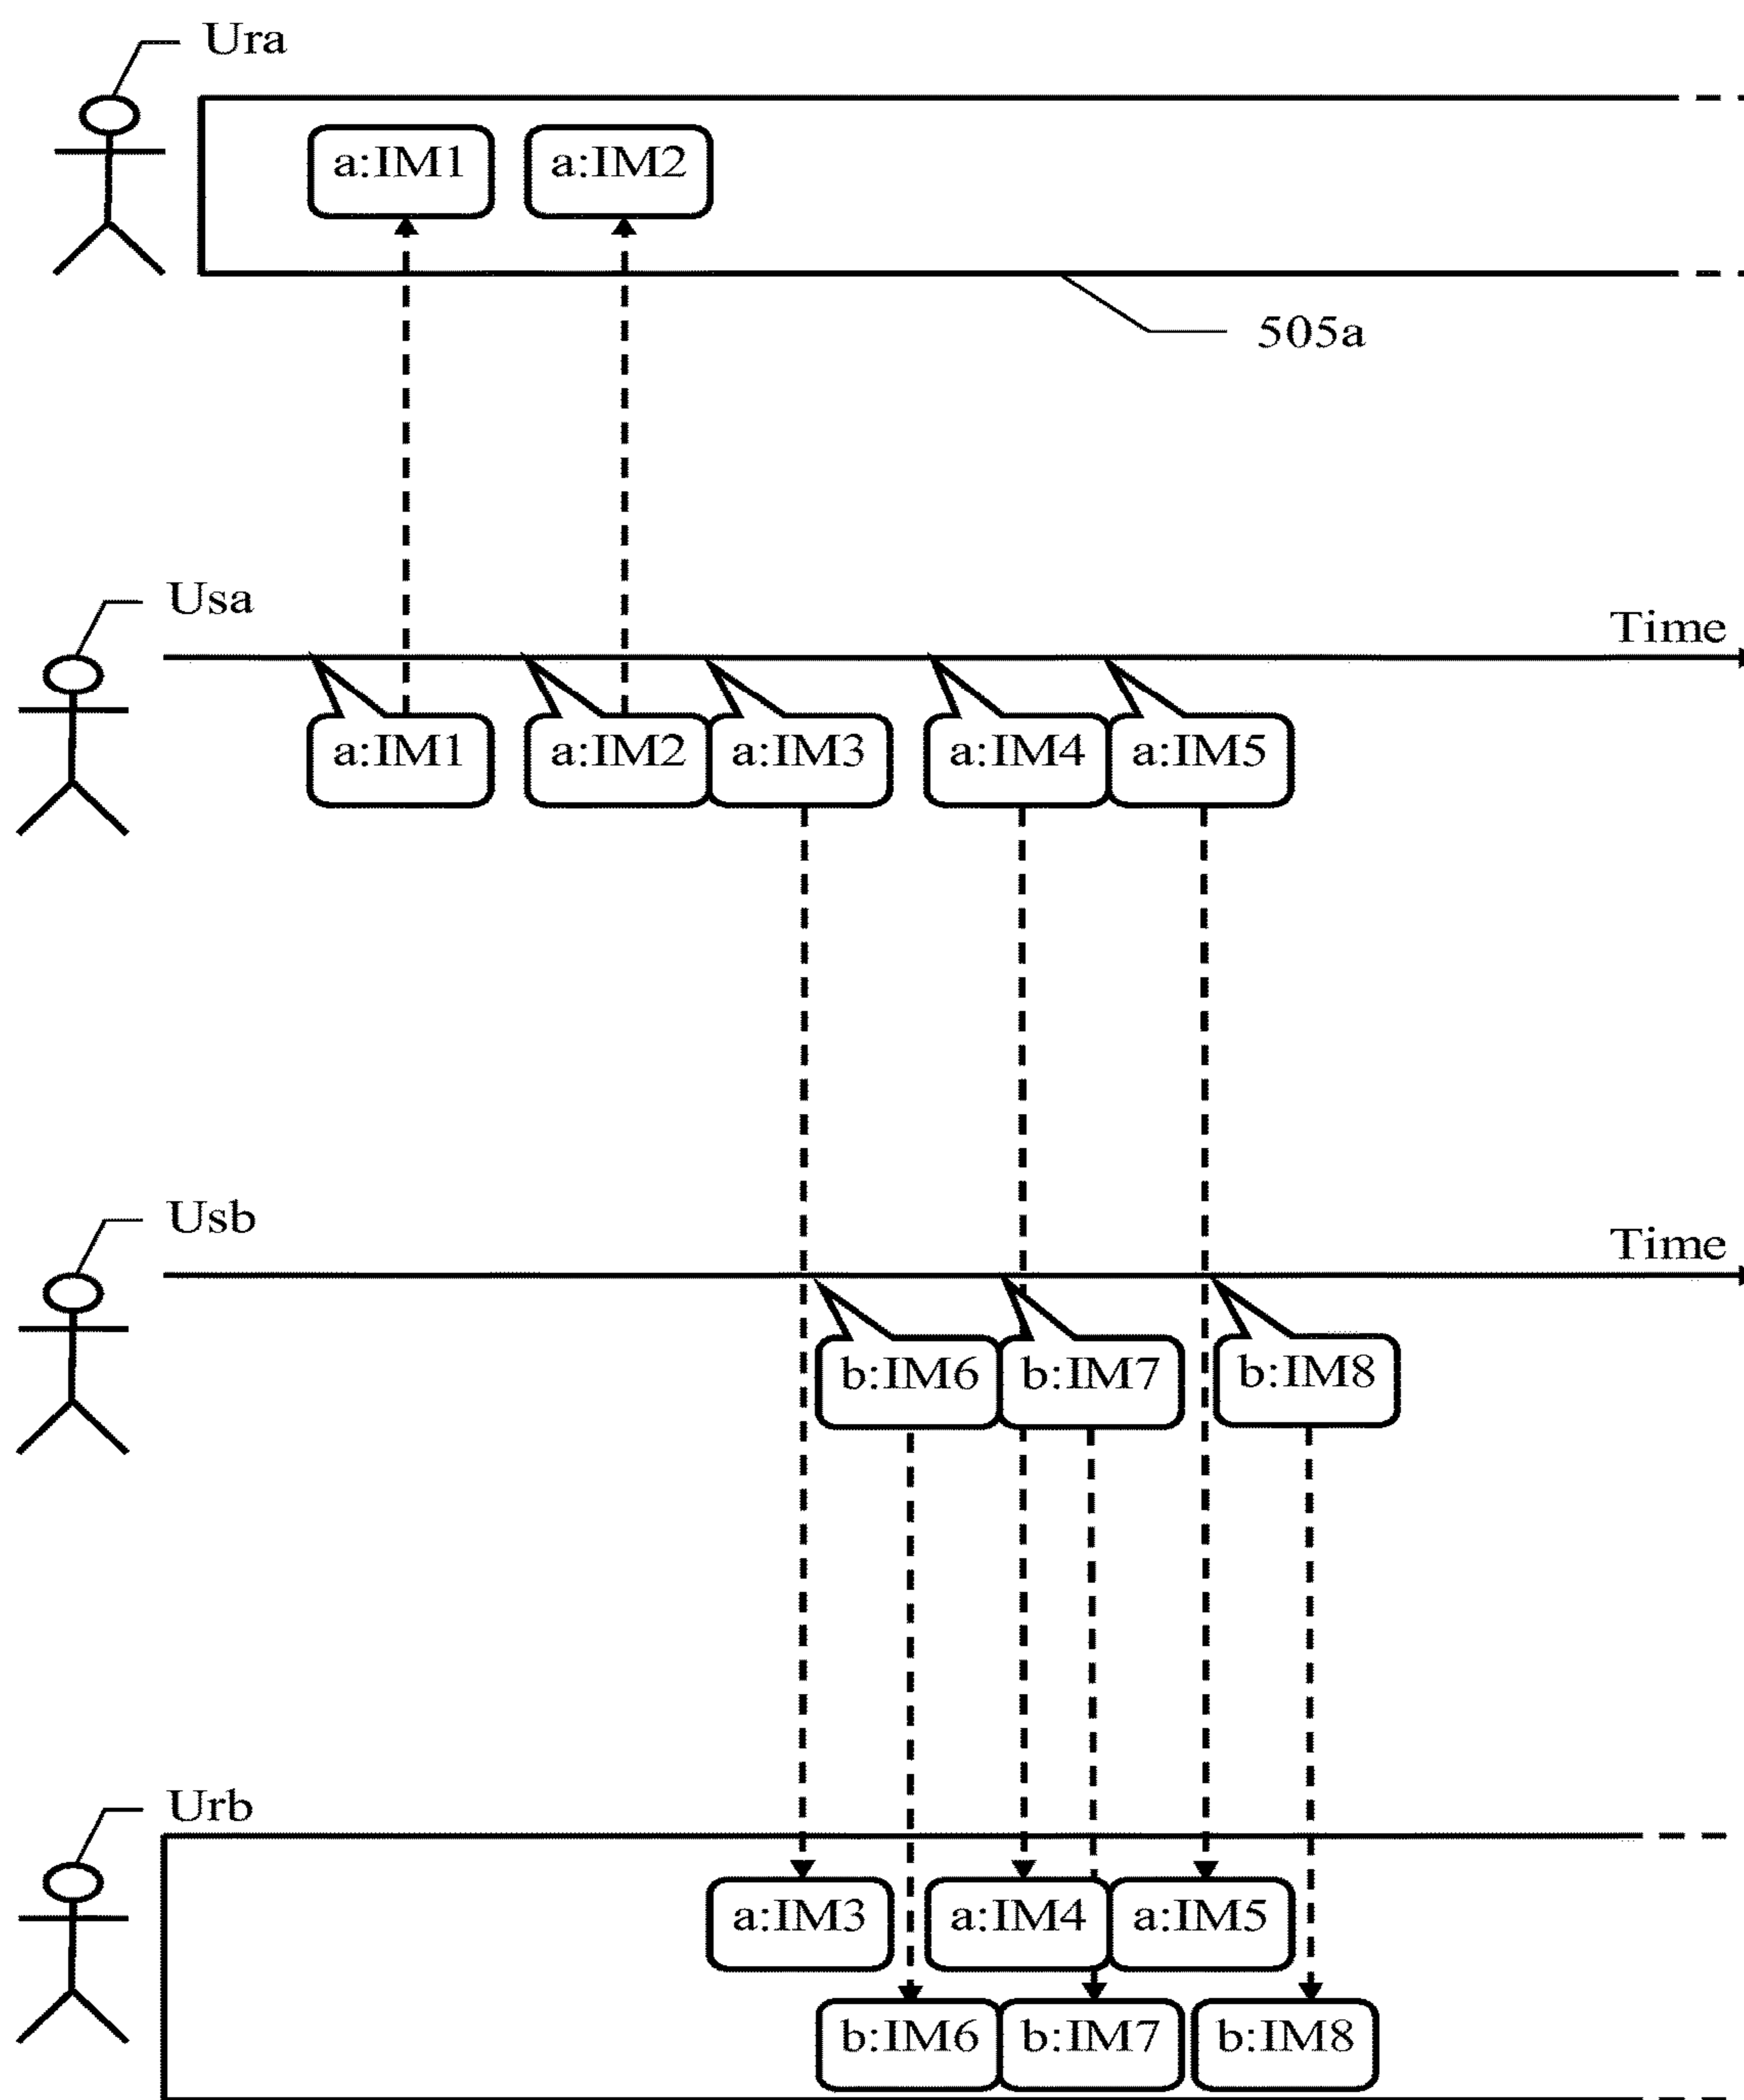 Ura
a:IM1 a:IM2
505a
Usa
Time
a:IM1 a:IM2 a:IM3 a:IM4 a:IM5
Usb
Time
b:IM6 b:IM7 b:IM8
Urb
a:IM3 a:IM4 a:IM5
b:IM6 b:IM7 b:IM8